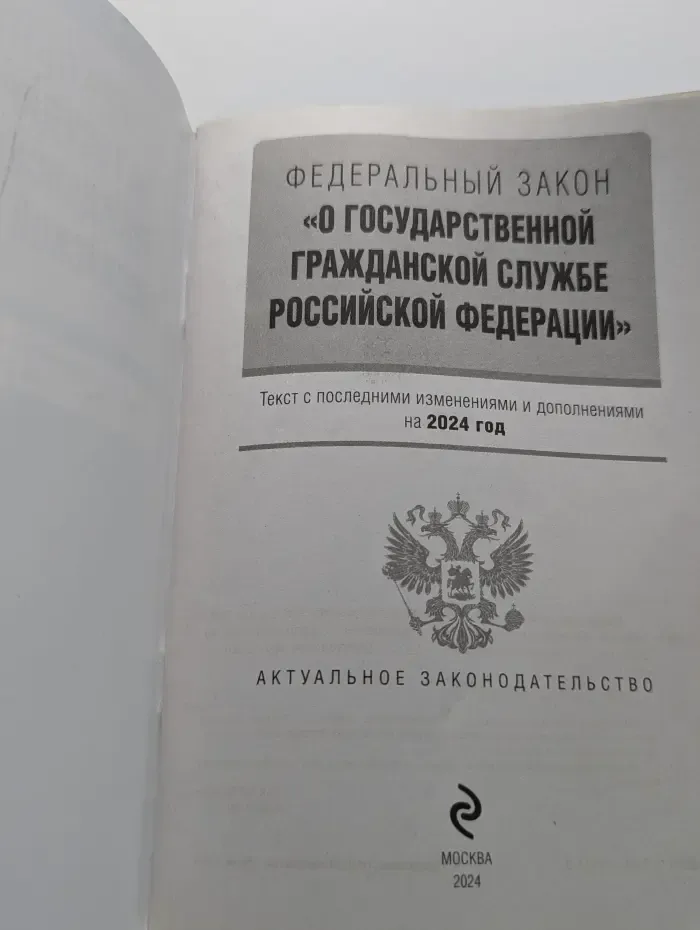 ФЕДЕРАЛЬНЫЙ ЗАКОН
«О ГОСУДАРСТВЕННОЙ
ГРАЖДАНСКОЙ СЛУЖБЕ
РОССИЙСКОЙ ФЕДЕРАЦИИ»
Текст с последними изменениями и дополнениями
на 2024 год
АКТУАЛЬНОЕ ЗАКОНОДАТЕЛЬСТВО
МОСКВА
2024